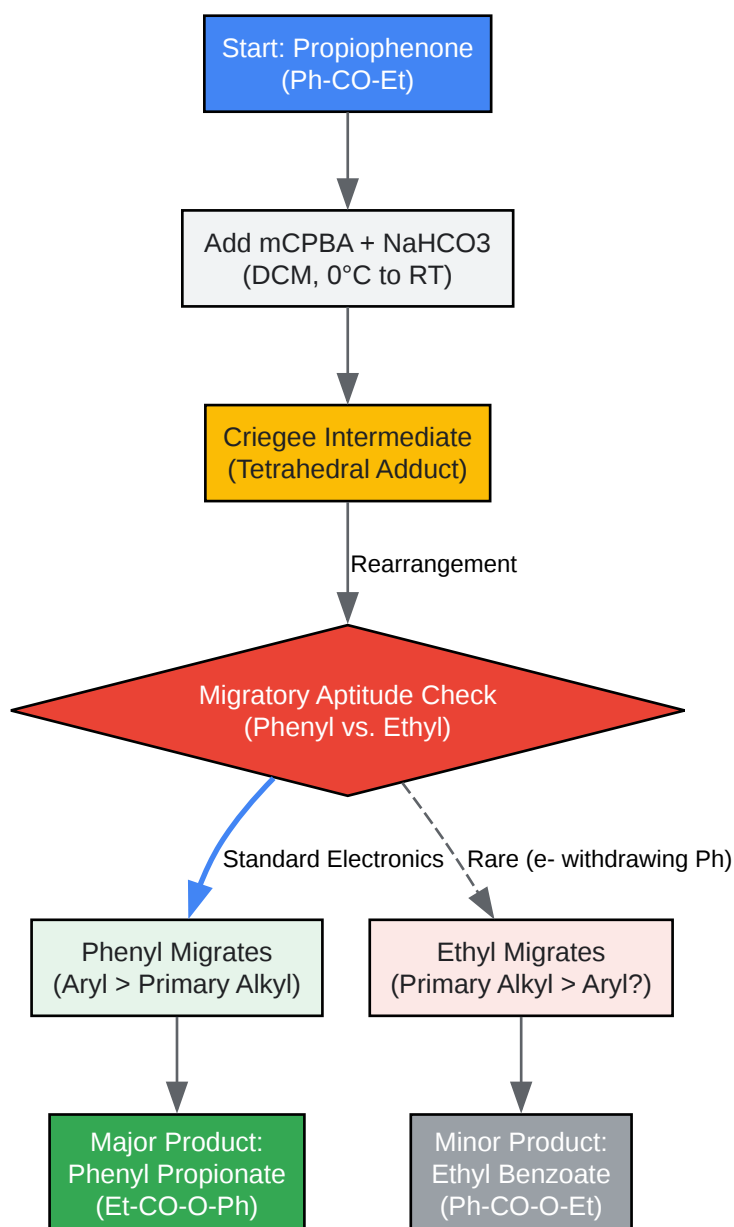 Start: Propiophenone
(Ph-CO-Et)
Add mCPBA + NaHCO3
(DCM, 0°C to RT)
Criegee Intermediate
(Tetrahedral Adduct)
Rearrangement
Migratory Aptitude Check
(Phenyl vs. Ethyl)
Standard Electronics
Rare (e- withdrawing Ph)
Phenyl Migrates
(Aryl > Primary Alkyl)
Ethyl Migrates
(Primary Alkyl > Aryl?)
Major Product:
Phenyl Propionate
(Et-CO-O-Ph)
Minor Product:
Ethyl Benzoate
(Ph-CO-O-Et)